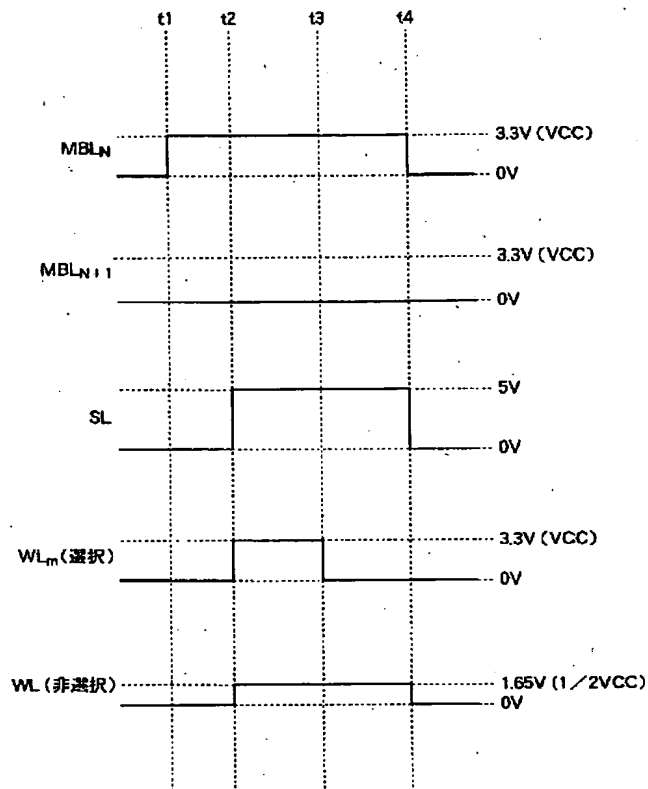 t1 t2 t3 t4
3.3V (VCC)
MBLN
0V
3.3V (VCC)
MBLN+1
0V
5V
SL
0V
3.3V (VCC)
WLm(選択)
0V
WL(非選択)
1.65V (1/2VCC)
0V